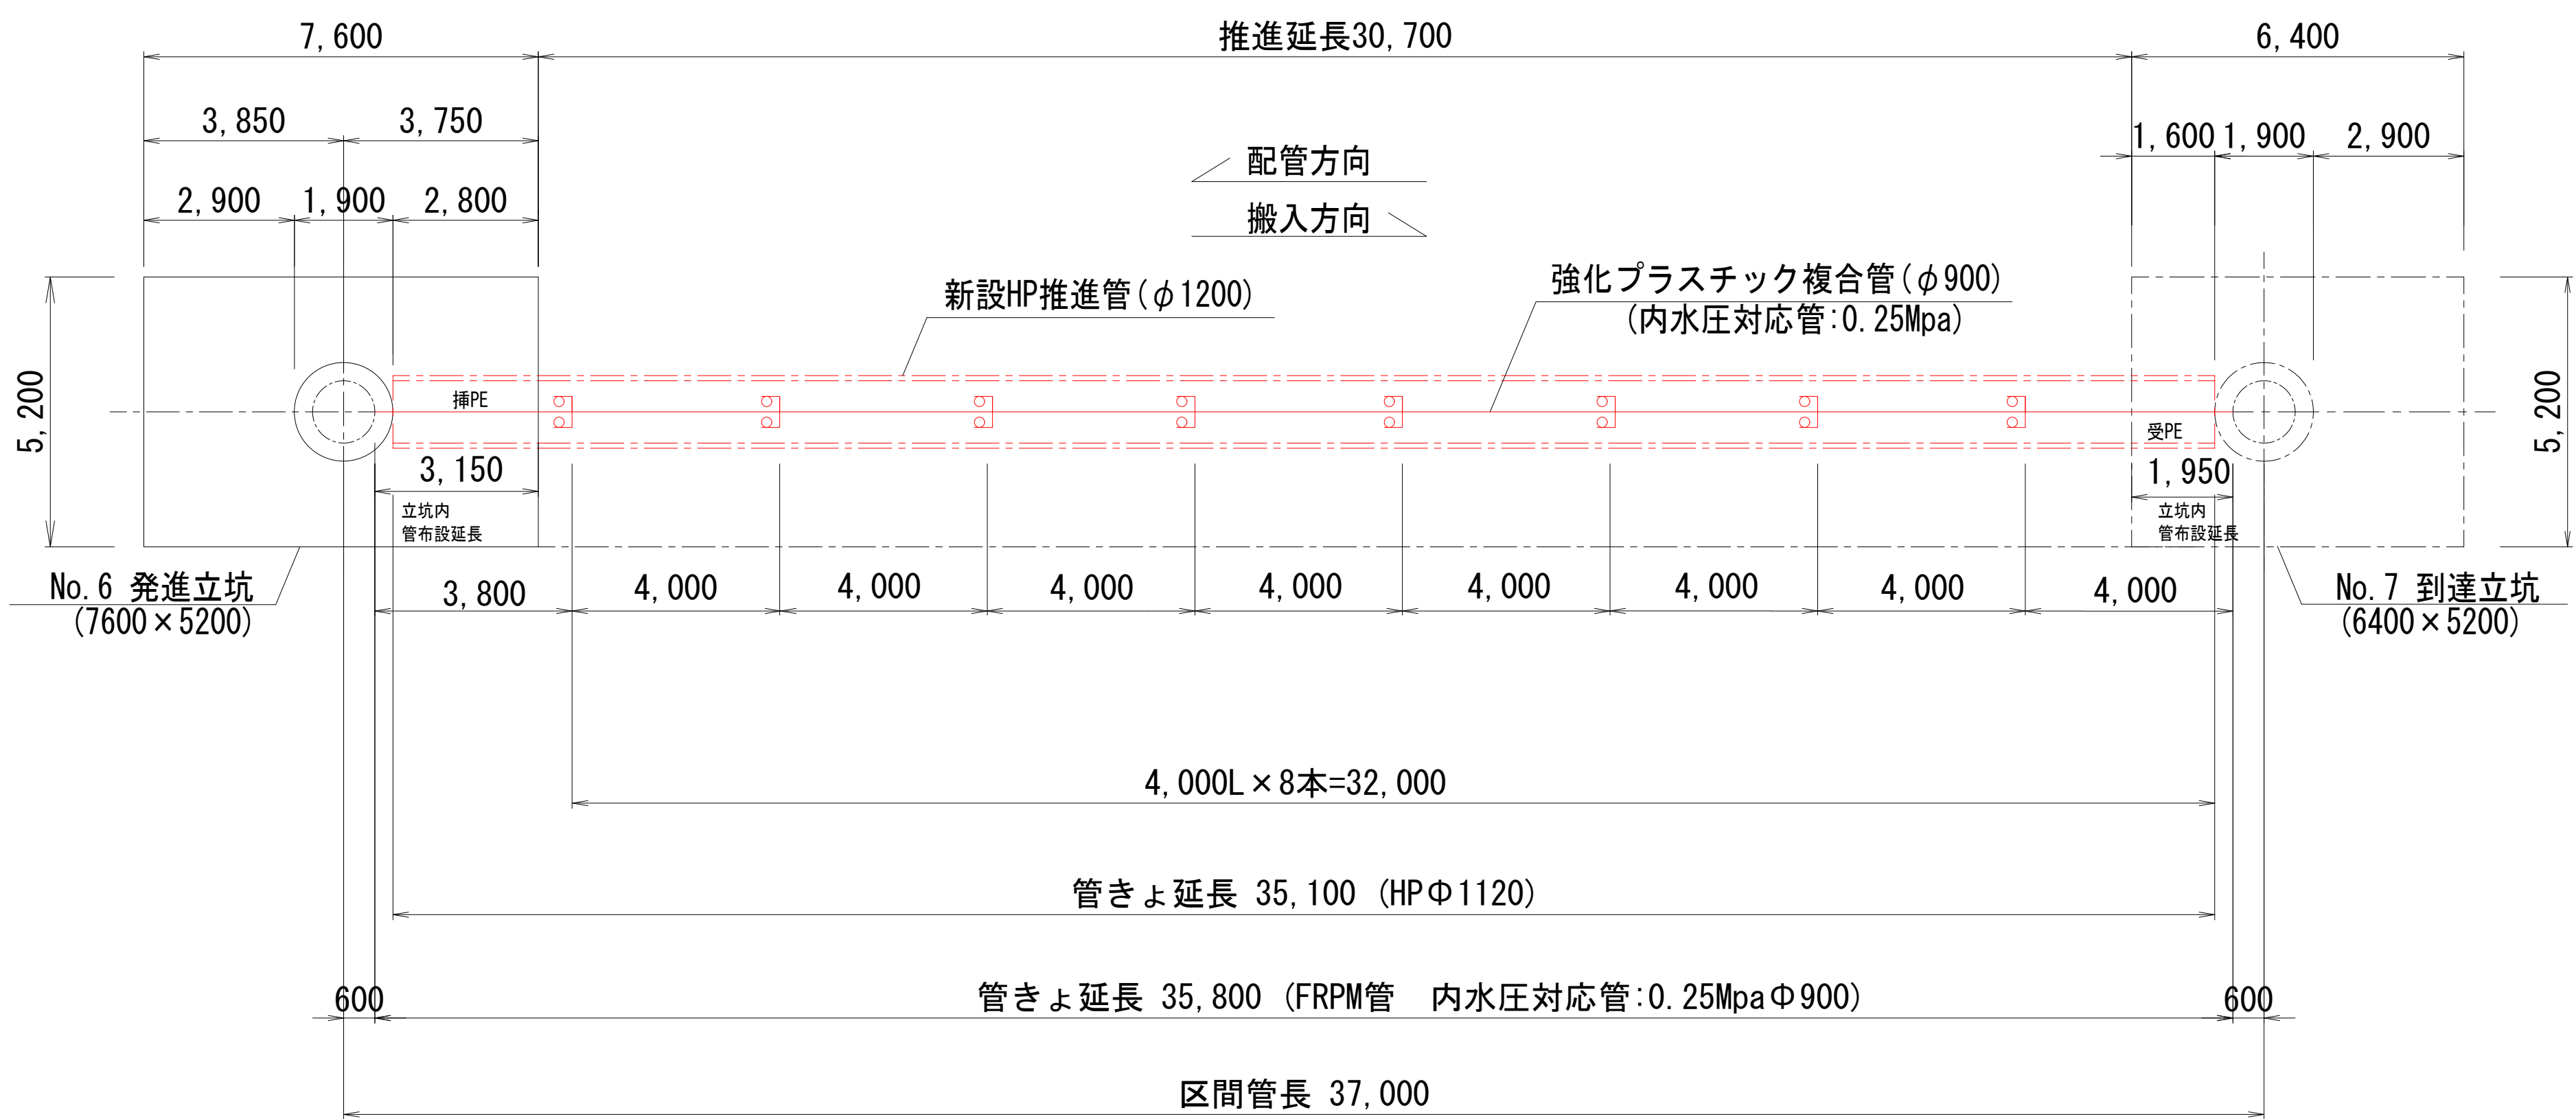 7,600
推進延長30,700
6,400
3,850
3,750
1,600
1,900
2,900
配管方向
2,900
1,900
2,800
搬入方向
新設HP推進管(φ1200)
強化プラスチック複合管(φ900)
(内水圧対応管:0.25Mpa)
5,200
5,200
挿PE
受PE
3,150
1,950
立坑内
管布設延長
立坑内
管布設延長
No.6 発進立坑
(7600×5200)
3,800
4,000
4,000
4,000
4,000
4,000
4,000
4,000
4,000
No.7 到達立坑
(6400×5200)
4,000L×8本=32,000
管きょ延長 35,100 (HPΦ1120)
600
管きょ延長 35,800 (FRPM管 内水圧対応管:0.25MpaΦ900)
600
区間管長 37,000